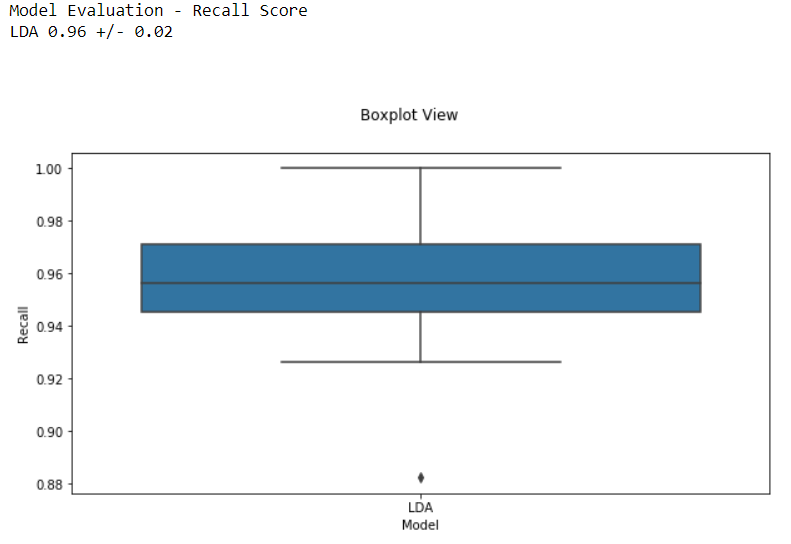 Model Evaluation - Recall Score
LDA 0.96 +/- 0.02
Boxplot View
1.00
0.98
0.96
0.94
0.92
0.90
0.88
Recall
LDA
Model